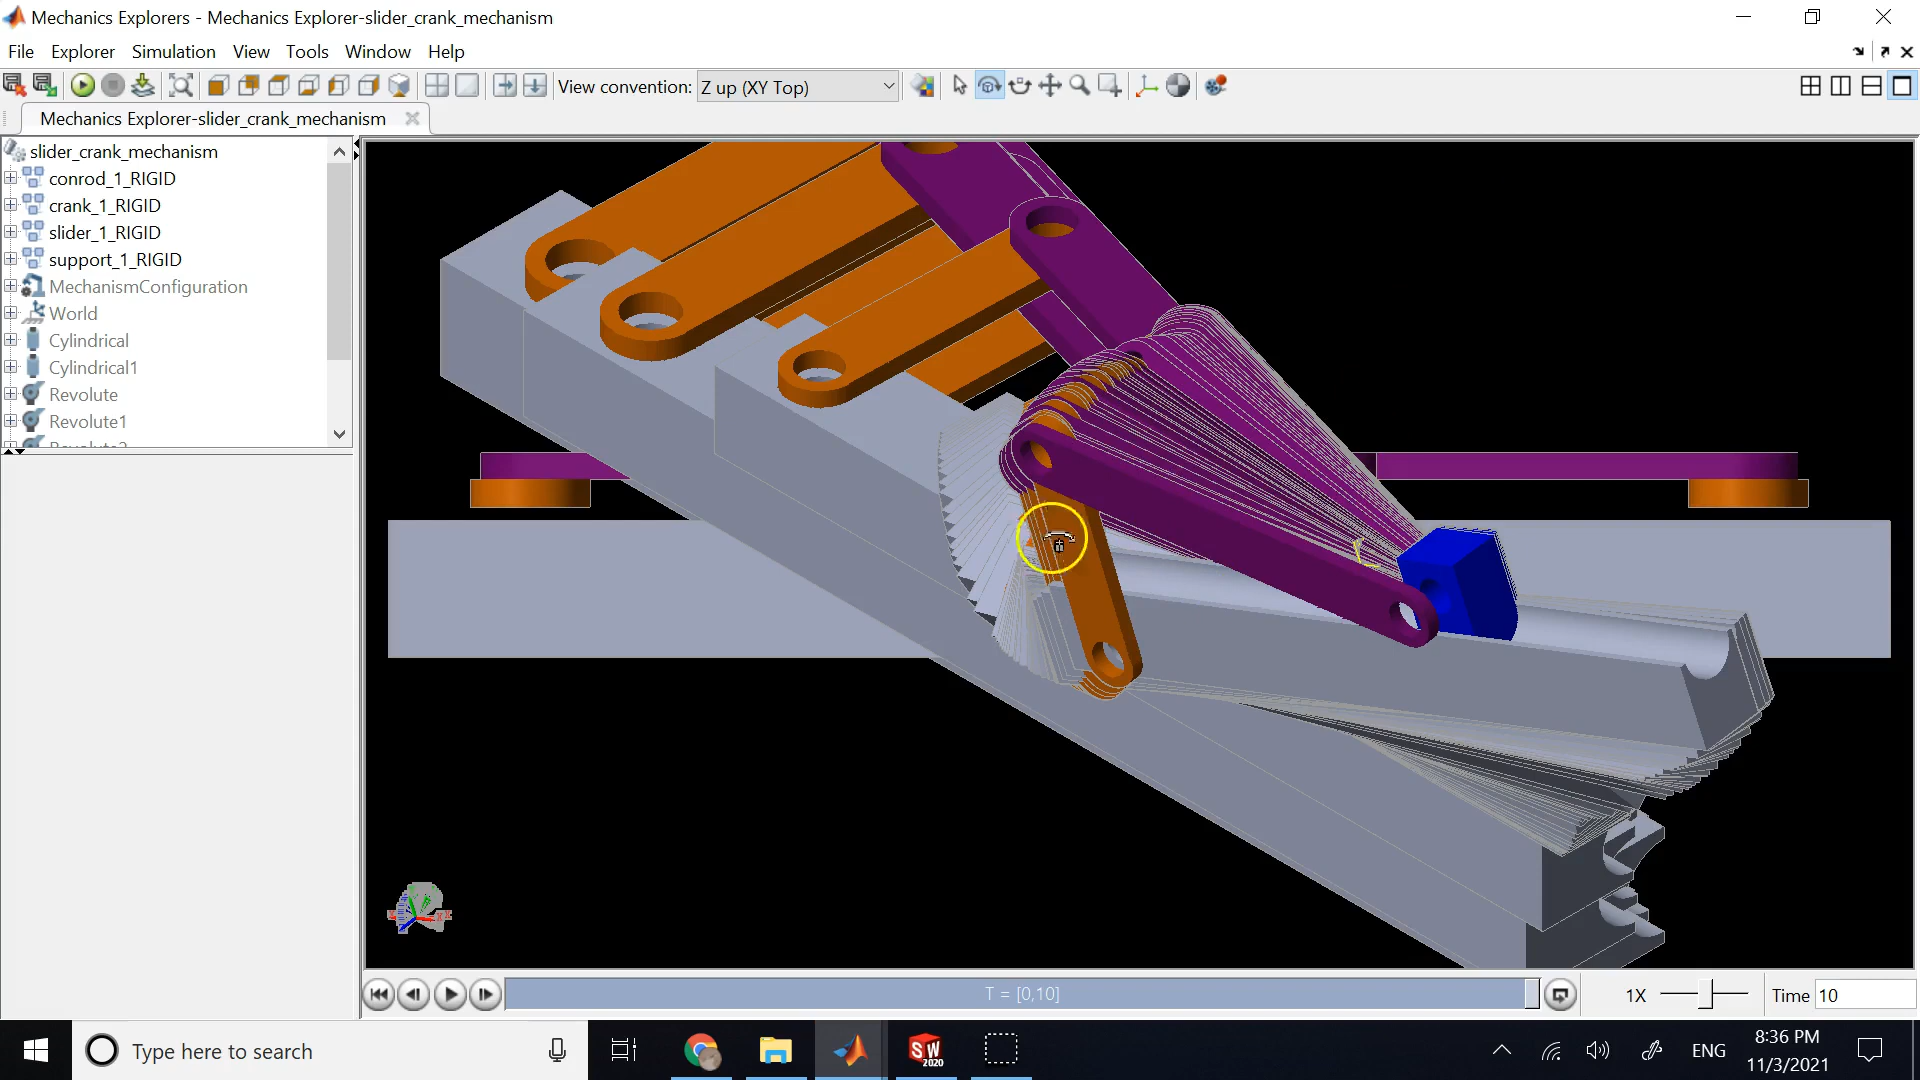 Mechanics Explorers - Mechanics Explorer-slider_crank_mechanism
File Explorer Simulation View Tools Window Help
View convention: Z up (XY Top)
Mechanics Explorer-slider_crank_mechanism
slider_crank_mechanism
conrod_1_RIGID
crank_1_RIGID
slider_1_RIGID
support_1_RIGID
MechanismConfiguration
World
Cylindrical
Cylindrical1
Revolute
Revolute1
T = [0,10]
1X
Time 10
Type here to search
SW
2020
ENG
8:36 PM
11/3/2021